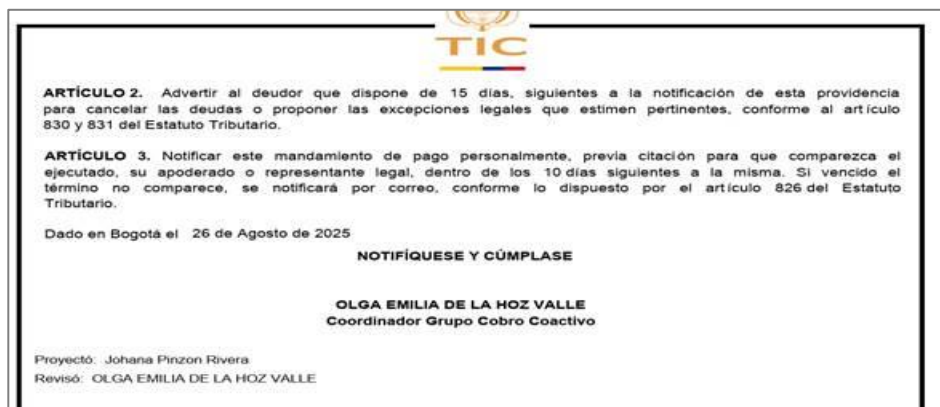 TIC
ARTÍCULO 2. Advertir al deudor que dispone de 15 días, siguientes a la notificación de esta providencia
para cancelar las deudas o proponer las excepciones legales que estimen pertinentes, conforme al artículo
830 y 831 del Estatuto Tributario.
ARTÍCULO 3. Notificar este mandamiento de pago personalmente, previa citación para que comparezca el
ejecutado, su apoderado o representante legal, dentro de los 10 días siguientes a la misma. Si vencido el
término no comparece, se notificará por correo, conforme lo dispuesto por el artículo 826 del Estatuto
Tributario.
Dado en Bogotá el 26 de Agosto de 2025
NOTIFÍQUESE Y CÚMPLASE
OLGA EMILIA DE LA HOZ VALLE
Coordinador Grupo Cobro Coactivo
Proyectó: Johana Pinzon Rivera
Revisó: OLGA EMILIA DE LA HOZ VALLE